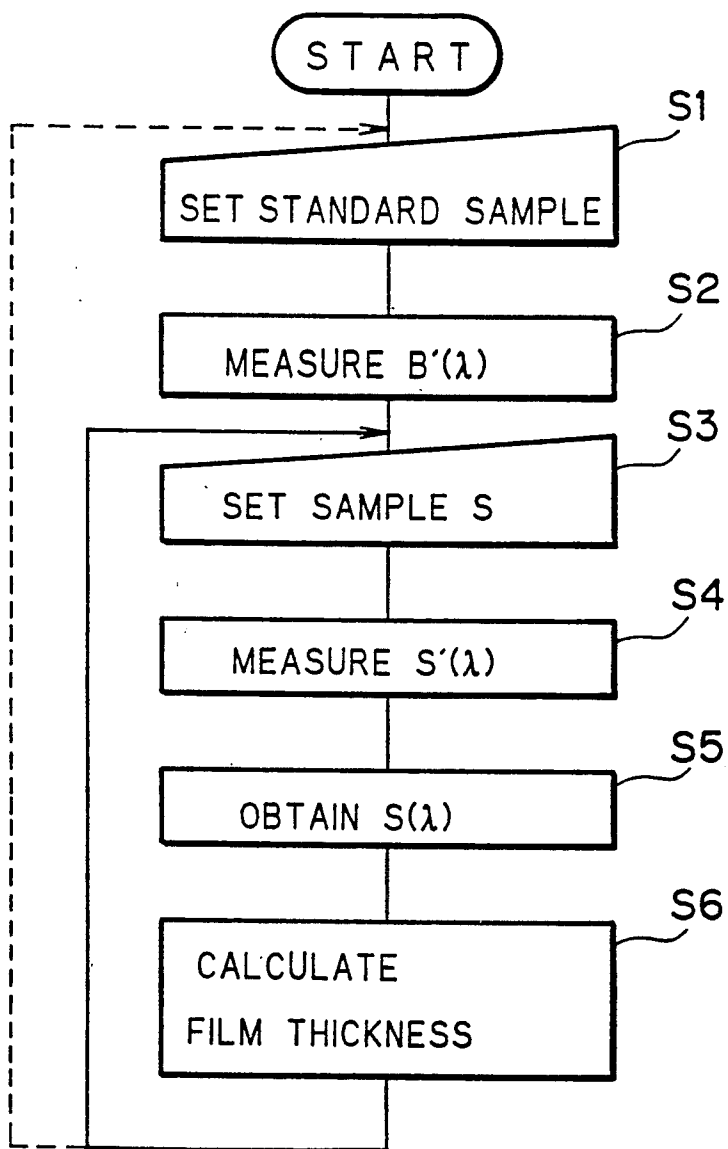 START
S1
SET STANDARD SAMPLE
S2
MEASURE B´(λ)
S3
SET SAMPLE S
S4
MEASURE S´(λ)
S5
OBTAIN S(λ)
S6
CALCULATE
FILM THICKNESS